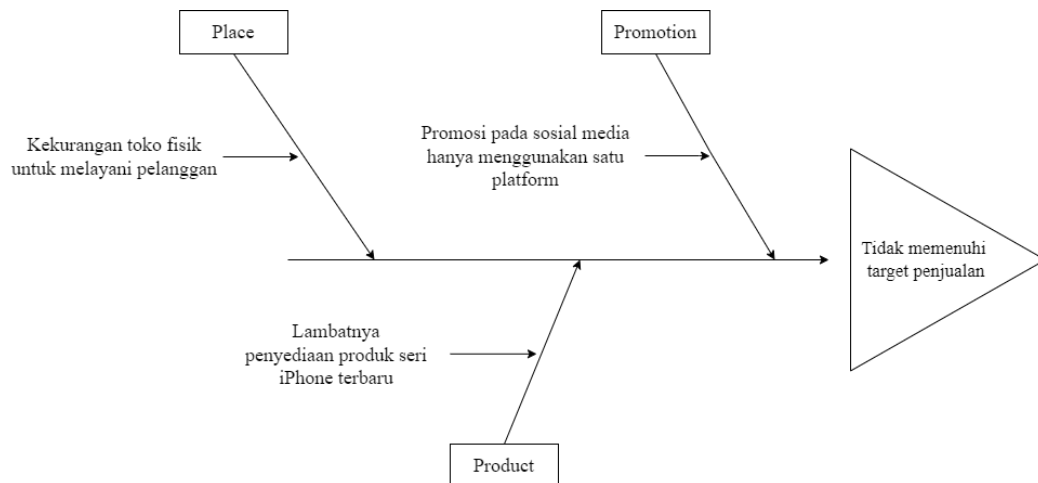 Place
Promotion
Kekurangan toko fisik
untuk melayani pelanggan
Promosi pada sosial media
hanya menggunakan satu
platform
Tidak memenuhi
target penjualan
Lambatnya
penyediaan produk seri
iPhone terbaru
Product